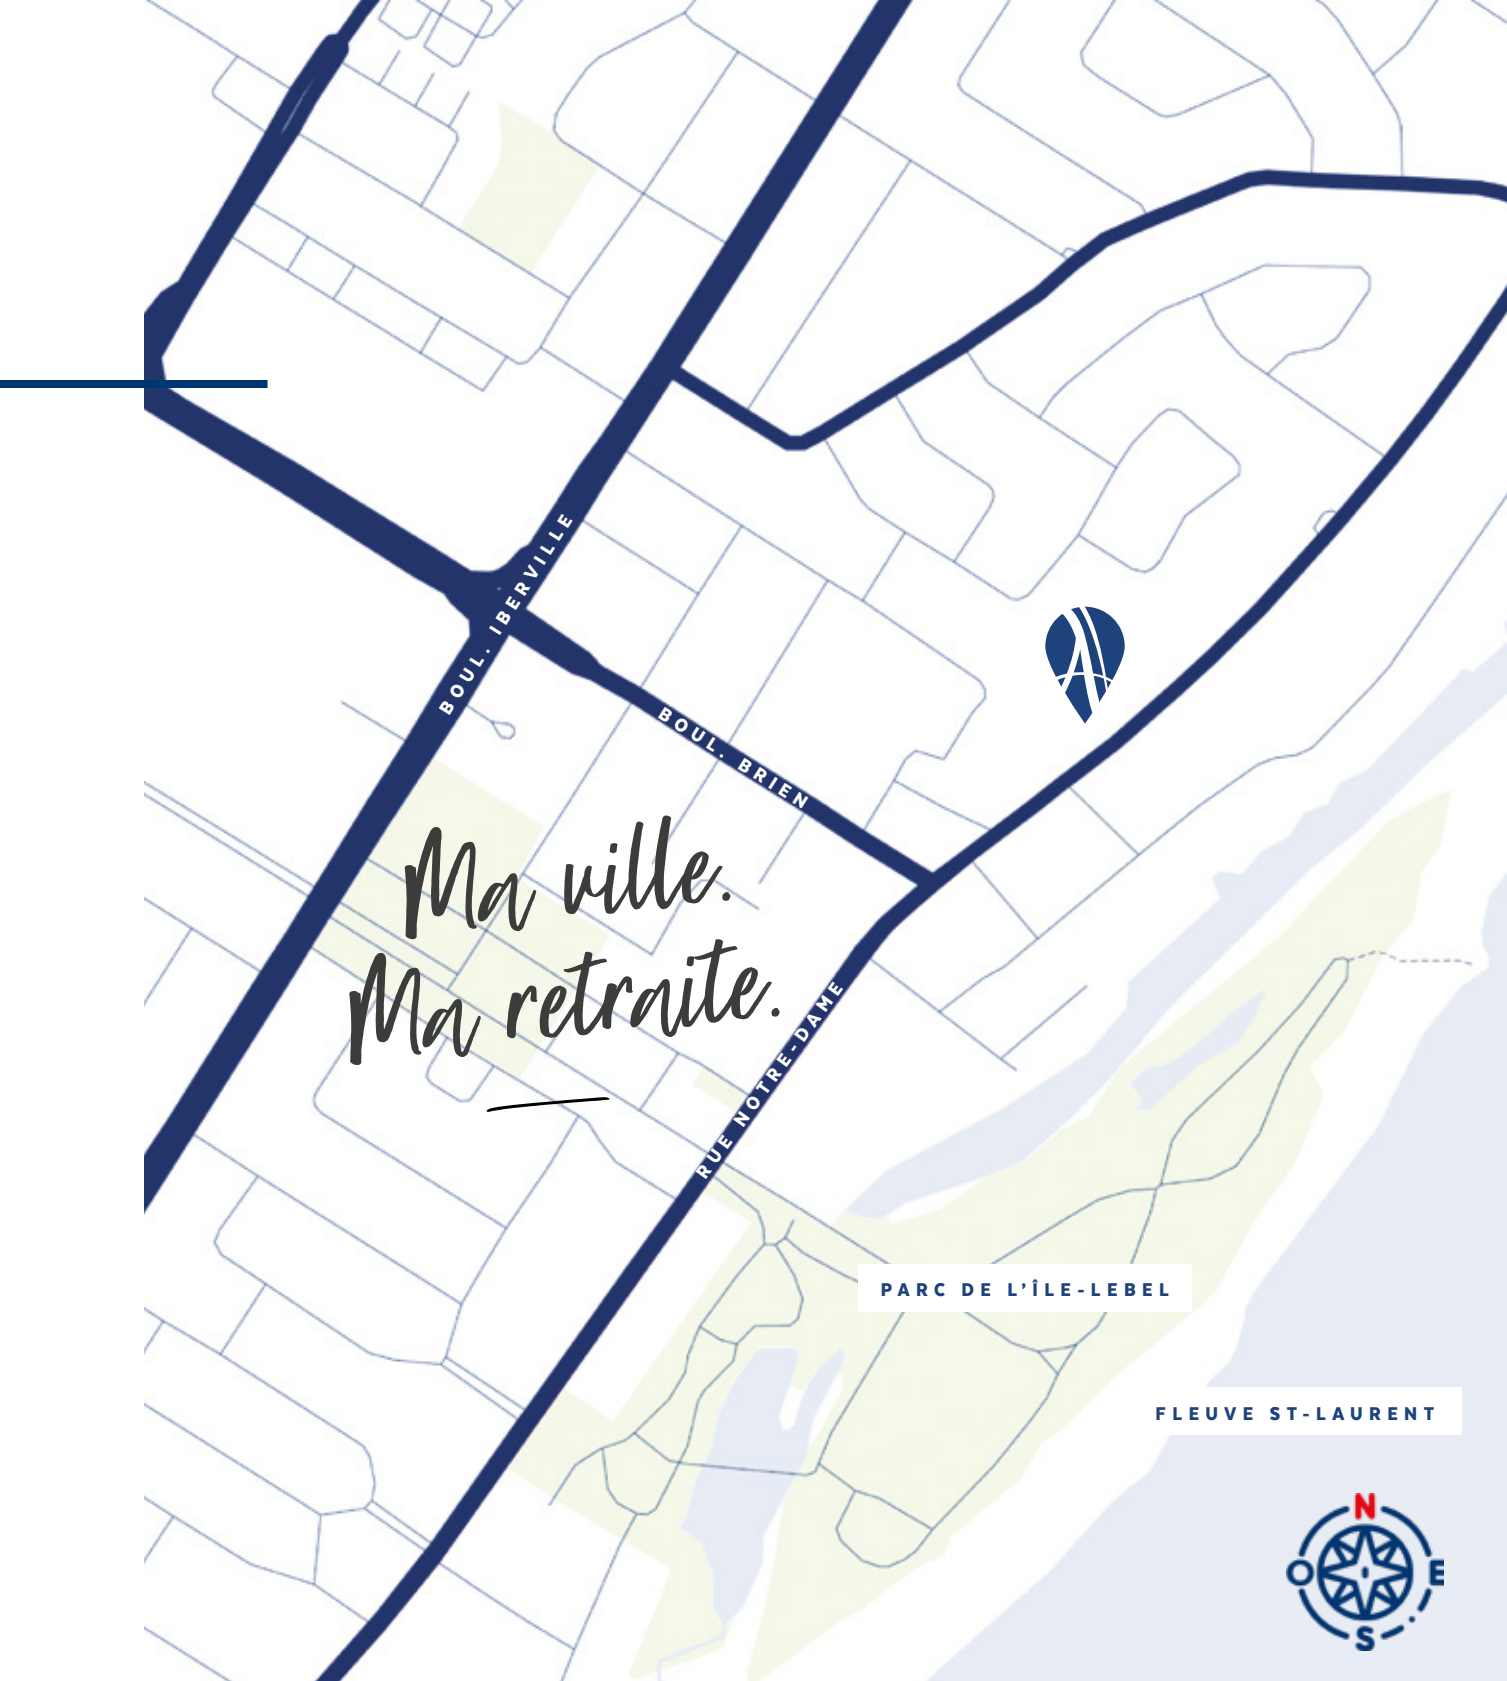 BOUL. IBERVILLE
BOUL. BRIEN
Ma ville.
Ma retraite.
RUE NOTRE-DAME
PARC DE L'ÎLE-LEBEL
FLEUVE ST-LAURENT
N
O E
S